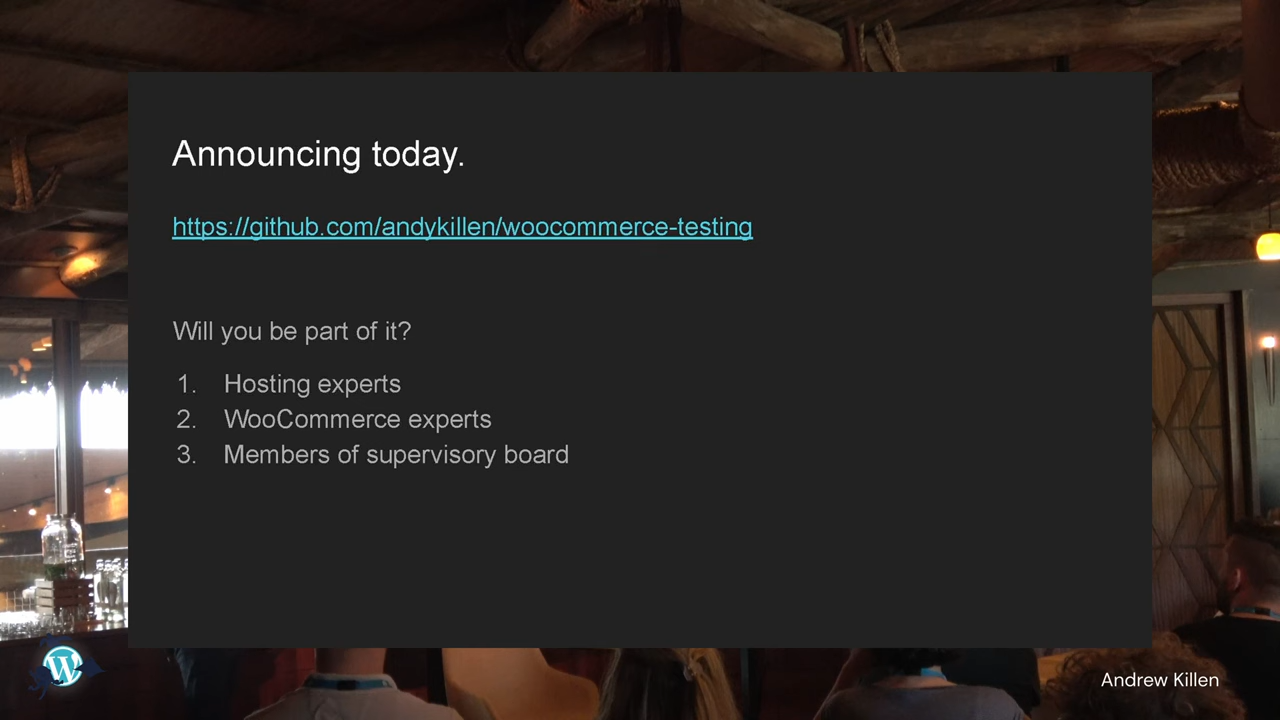 Announcing today.
https://github.com/andykillen/woocommerce-testing
Will you be part of it?
1. Hosting experts
2. WooCommerce experts
3. Members of supervisory board
Andrew Killen